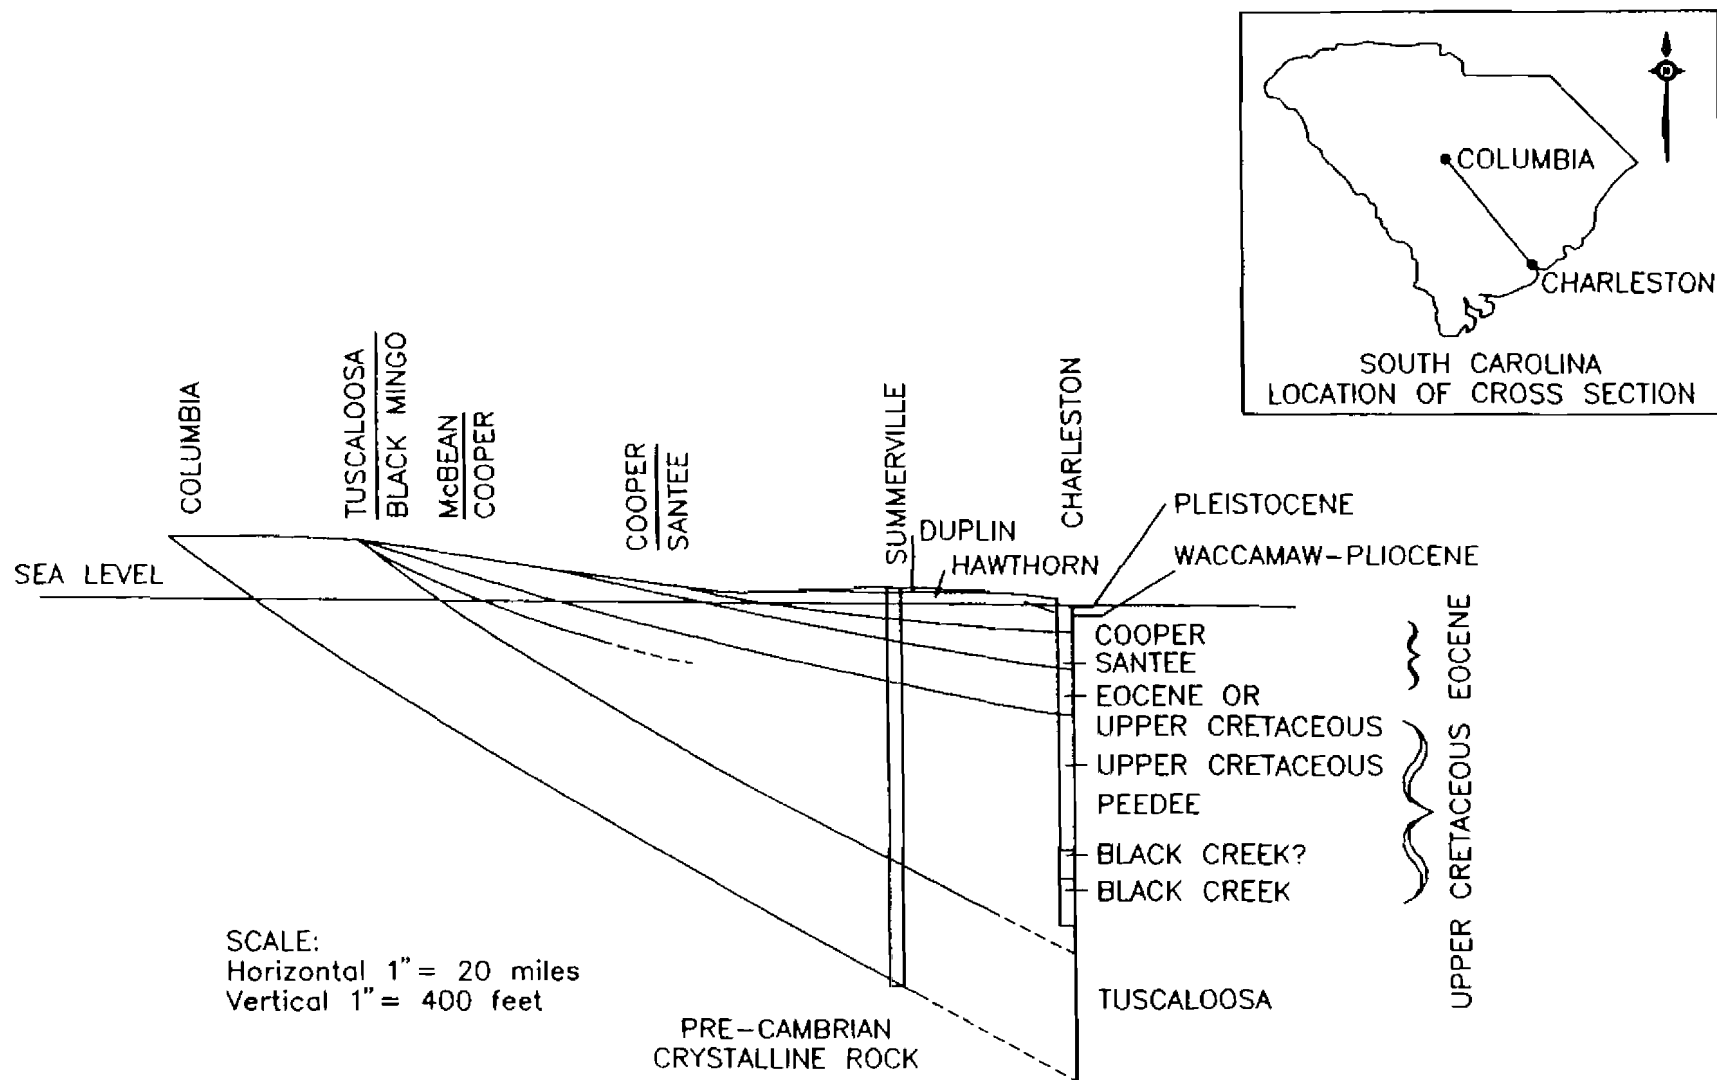 N
COLUMBIA
CHARLESTON
SOUTH CAROLINA
LOCATION OF CROSS SECTION
COLUMBIA
TUSCALOOSA
BLACK MINGO
McBEAN
COOPER
COOPER
SANTEE
SUMMERVILLE
CHARLESTON
DUPLIN
HAWTHORN
PLEISTOCENE
WACCAMAW-PLIOCENE
SEA LEVEL
COOPER
SANTEE
EOCENE OR
UPPER CRETACEOUS
UPPER CRETACEOUS
PEEDEE
BLACK CREEK?
BLACK CREEK
TUSCALOOSA
UPPER CRETACEOUS EOCENE
SCALE:
Horizontal 1" = 20 miles
Vertical 1" = 400 feet
PRE-CAMBRIAN
CRYSTALLINE ROCK